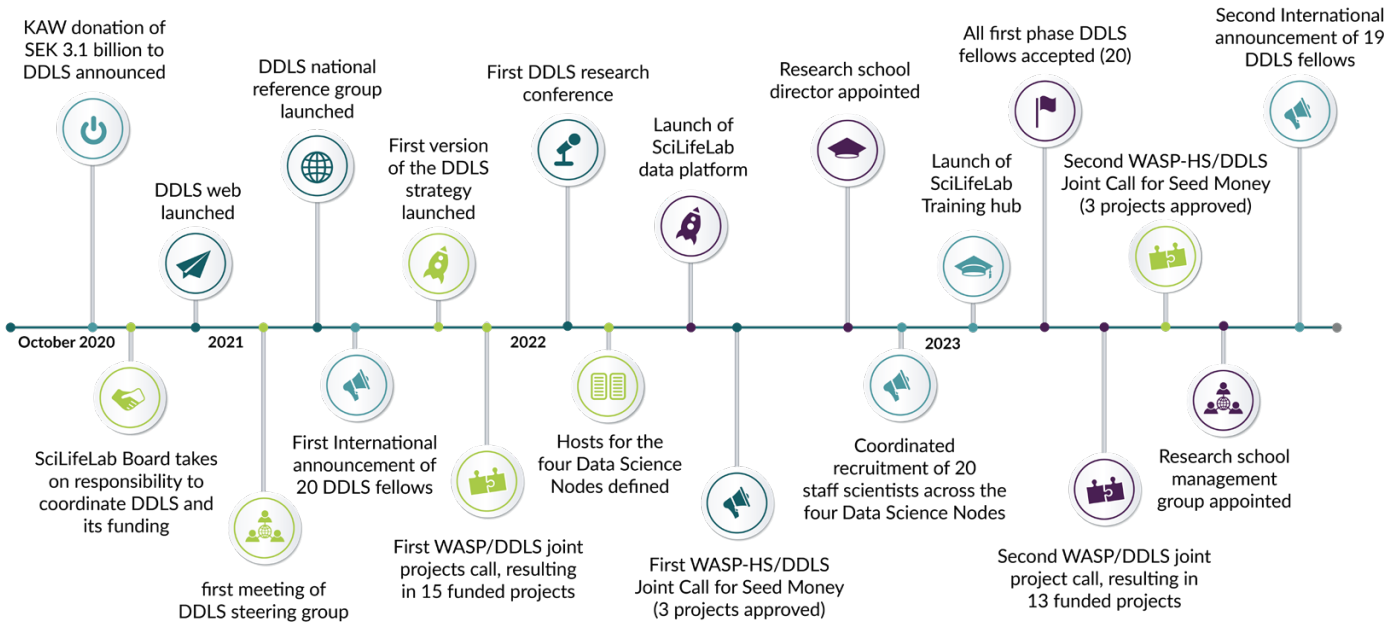 KAW donation of
SEK 3.1 billion to
DDLS announced
DDLS web
launched
DDLS national
reference group
launched
First version
of the DDLS
strategy
launched
First DDLS research
conference
Launch of
SciLifeLab
data platform
Research school
director appointed
Launch of
SciLifeLab
Training hub
All first phase DDLS
fellows accepted (20)
Second WASP-HS/DDLS
Joint Call for Seed Money
(3 projects approved)
Second International
announcement of 19
DDLS fellows
October 2020
2021
2022
2023
SciLifeLab Board takes
on responsibility to
coordinate DDLS and
its funding
first meeting of
DDLS steering group
First International
announcement of
20 DDLS fellows
First WASP/DDLS joint
projects call, resulting
in 15 funded projects
Hosts for the
four Data Science
Nodes defined
First WASP-HS/DDLS
Joint Call for Seed Money
(3 projects approved)
Coordinated
recruitment of 20
staff scientists across the
four Data Science Nodes
Second WASP/DDLS joint
project call, resulting in
13 funded projects
Research school
management
group appointed